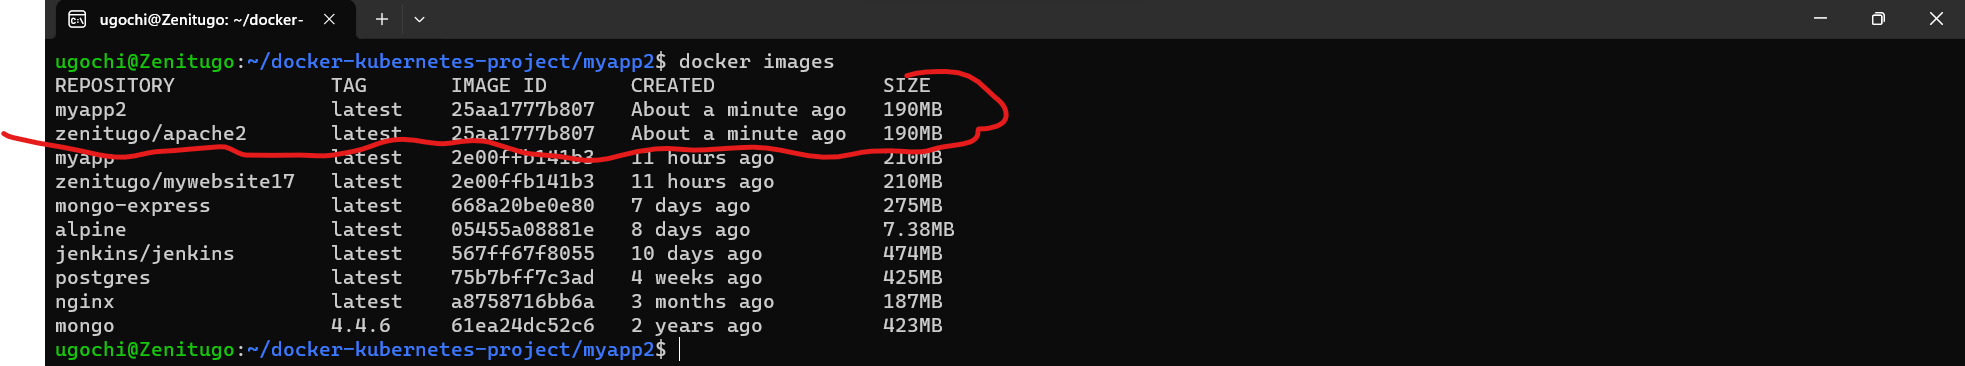 ugochi@Zenitugo: ~/docker-
ugochi@Zenitugo:~/docker-kubernetes-project/myapp2$ docker images
REPOSITORY TAG IMAGE ID CREATED SIZE
myapp2 latest 25aa1777b807 About a minute ago 190MB
zenitugo/apache2 latest 25aa1777b807 About a minute ago 190MB
myapp latest 2e00ffb141b3 11 hours ago 210MB
zenitugo/mywebsite17 latest 2e00ffb141b3 11 hours ago 210MB
mongo-express latest 668a20be0e80 7 days ago 275MB
alpine latest 05455a08881e 8 days ago 7.38MB
jenkins/jenkins latest 567ff67f8055 10 days ago 474MB
postgres latest 75b7bff7c3ad 4 weeks ago 425MB
nginx latest a8758716bb6a 3 months ago 187MB
mongo 4.4.6 61ea24dc52c6 2 years ago 423MB
ugochi@Zenitugo:~/docker-kubernetes-project/myapp2$